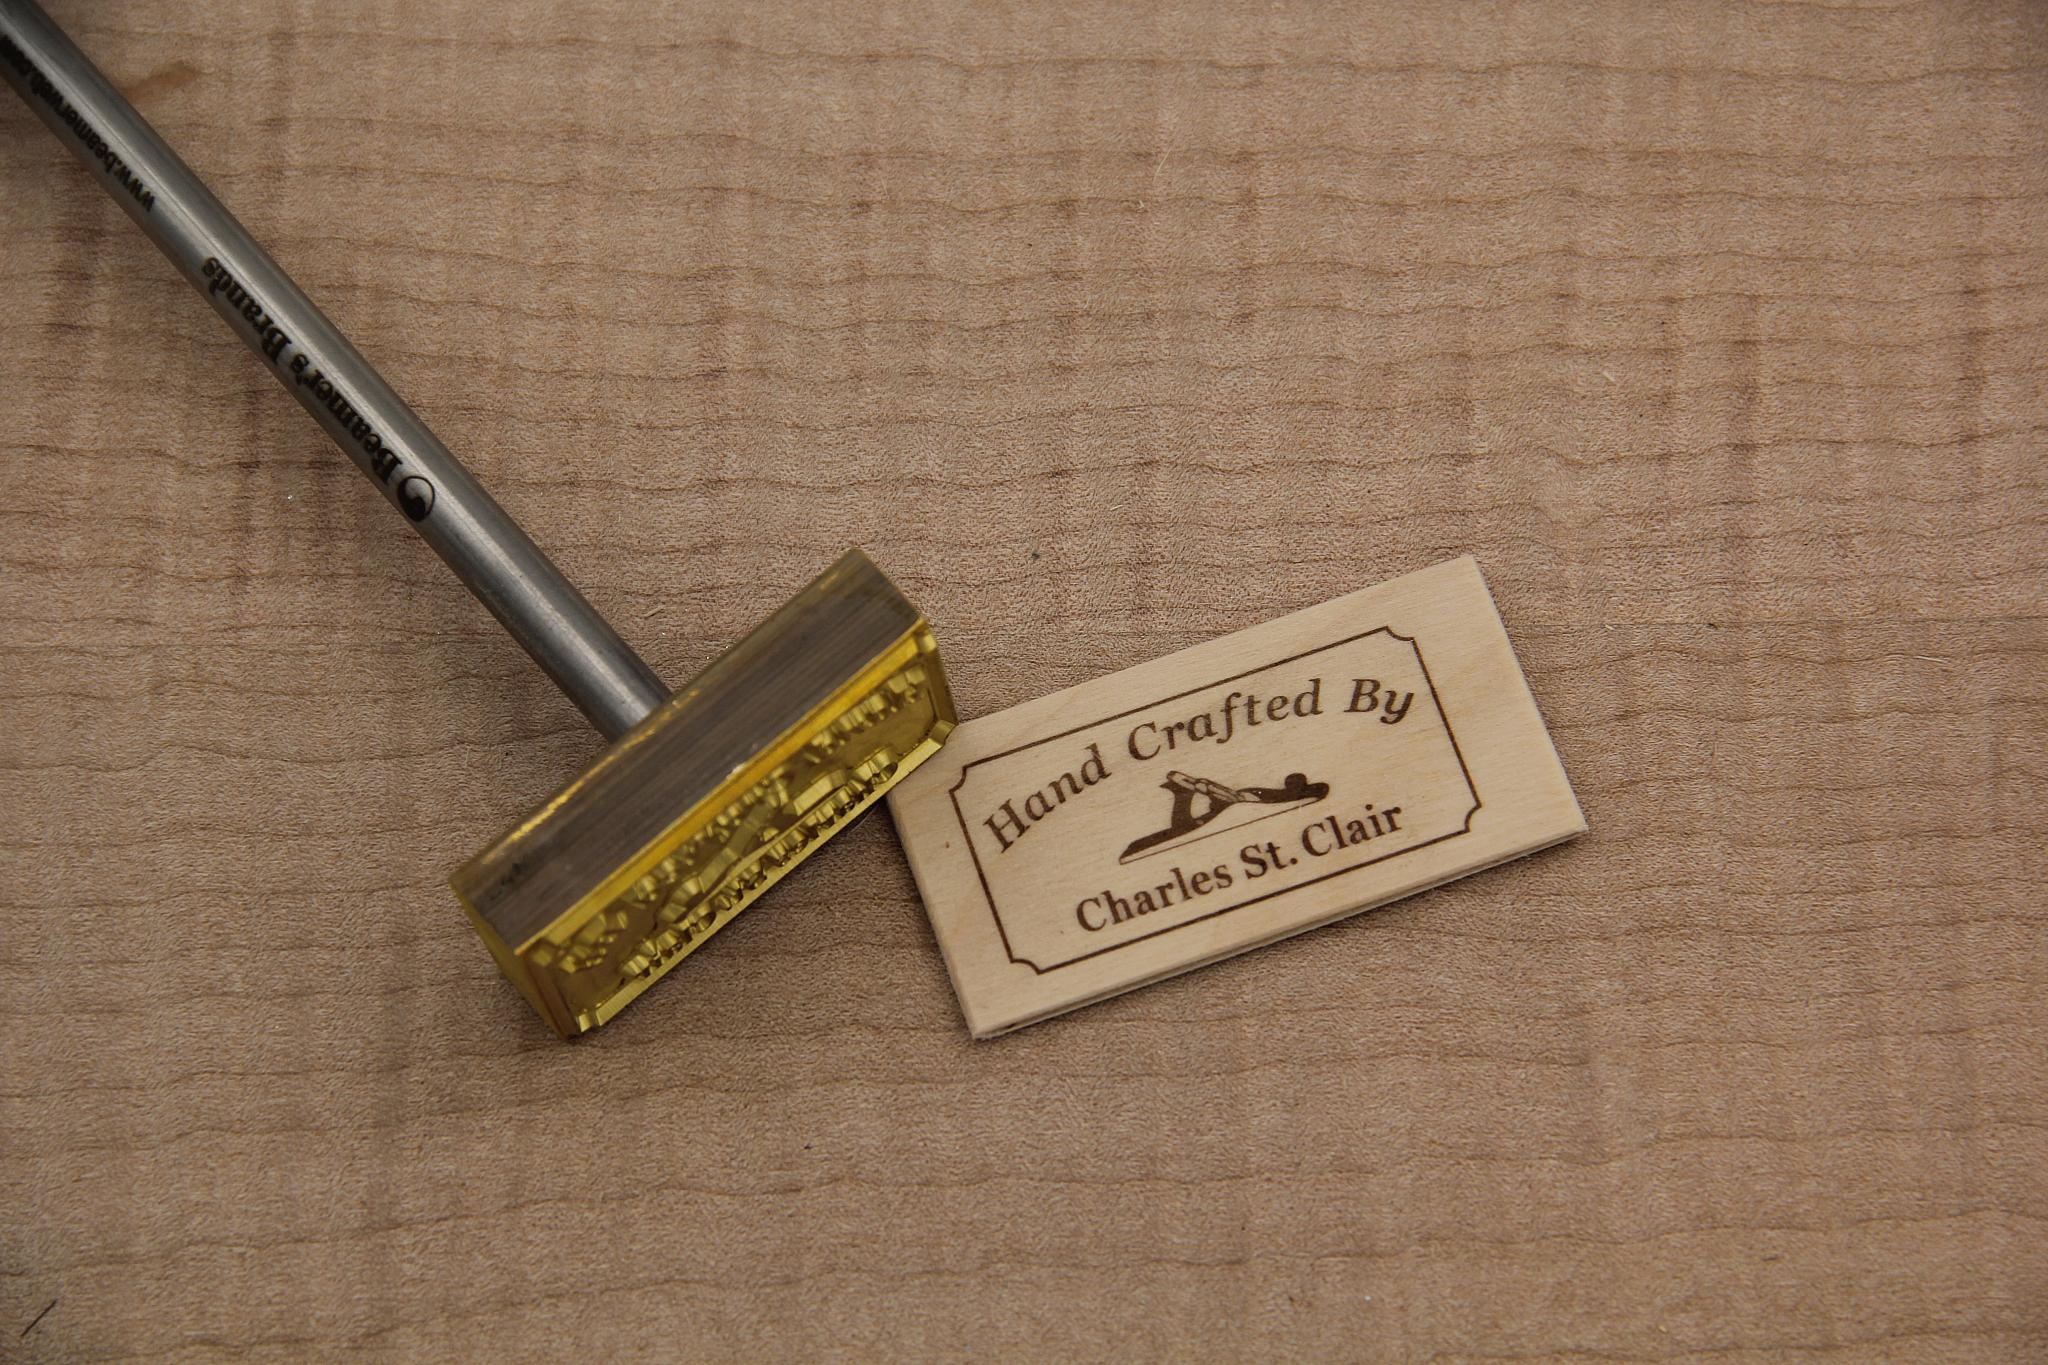 Hand Crafted By
Charles St. Clair
Beamer's Brands